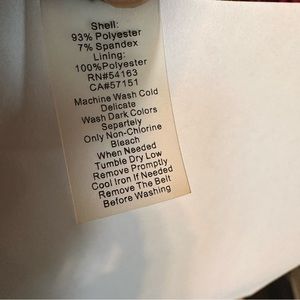 Shell:
93% Polyester
7% Spandex
Lining:
100%Polyester
RN#54163
CA#57151
Machine Wash Cold
Delicate
Wash Dark Colors
Separtely
Only Non-Chlorine
Bleach
When Needed
Tumble Dry Low
Remove Promptly
Cool Iron If Needed
Remove The Belt
Before Washing